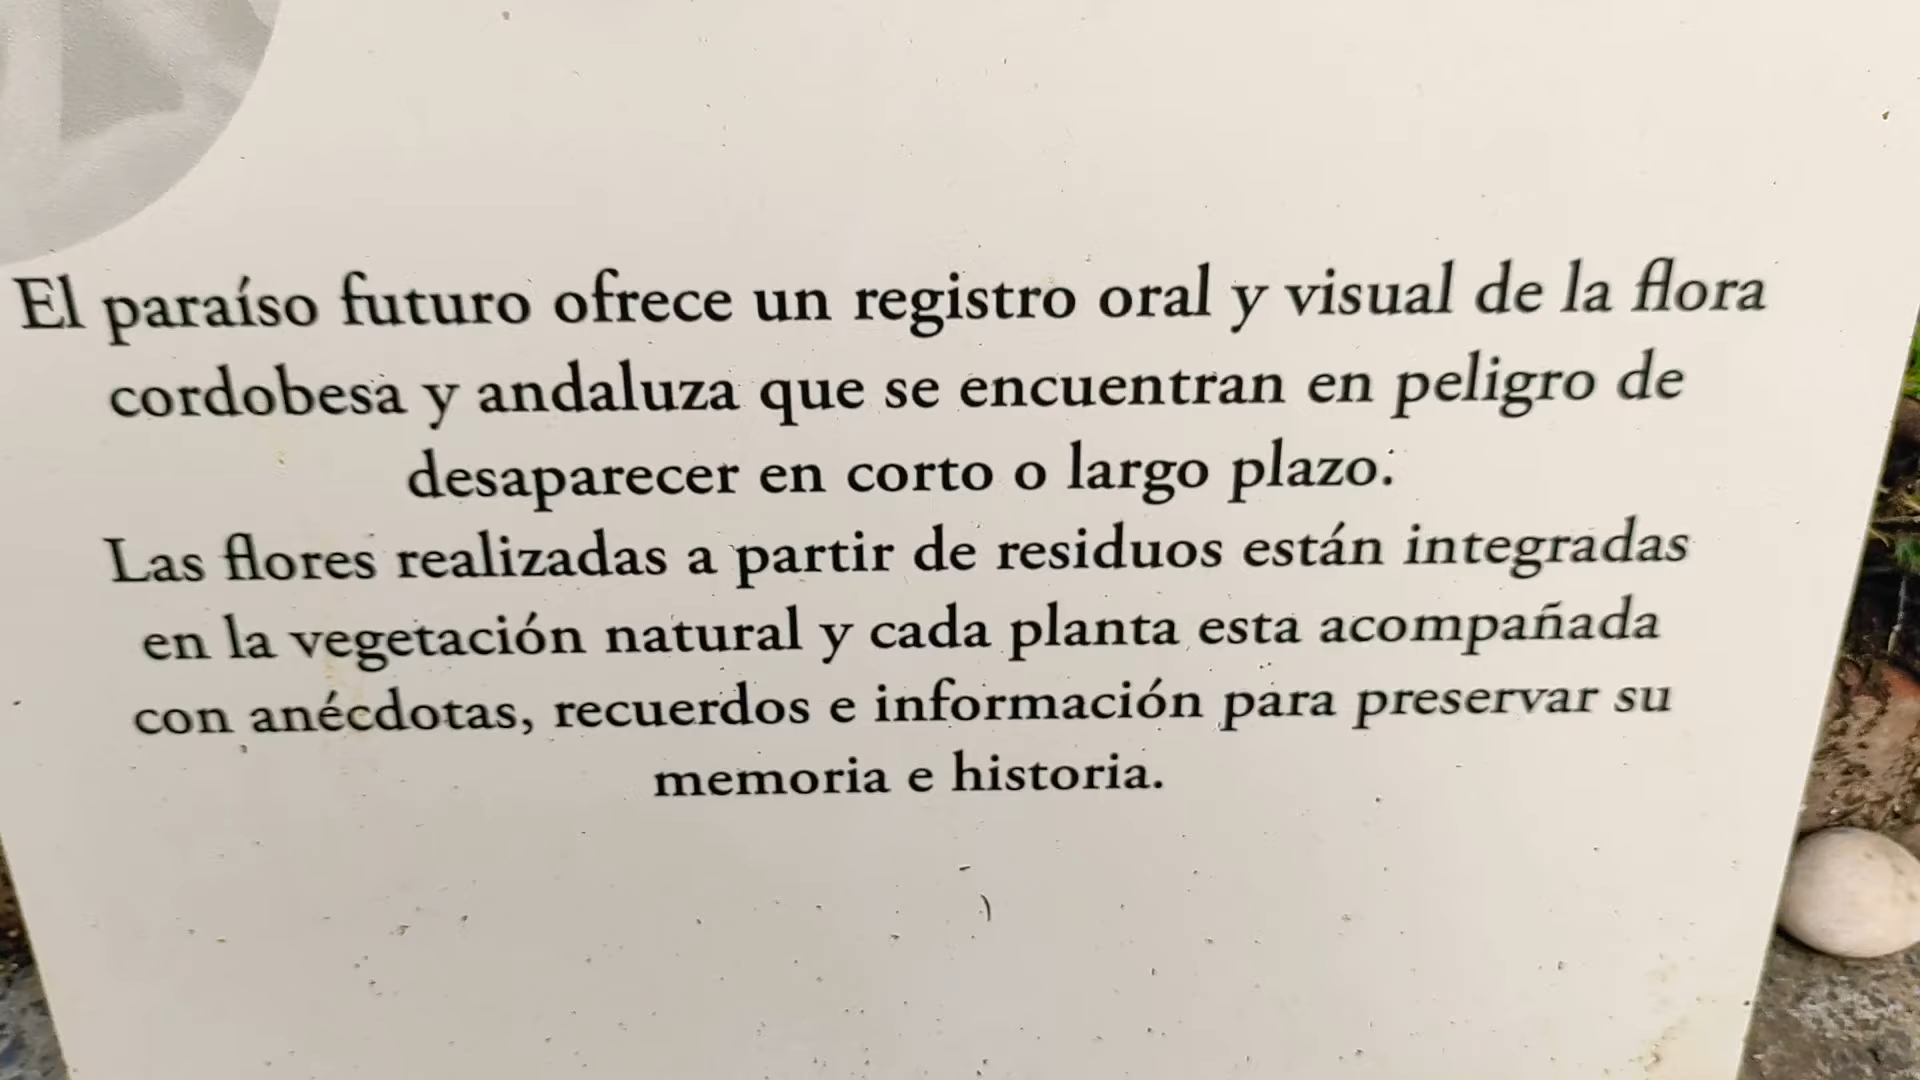 El paraíso futuro ofrece un registro oral y visual de la flora
cordobesa y andaluza que se encuentran en peligro de
desaparecer en corto o largo plazo.
Las flores realizadas a partir de residuos están integradas
en la vegetación natural y cada planta esta acompañada
con anécdotas, recuerdos e información para preservar su
memoria e historia.